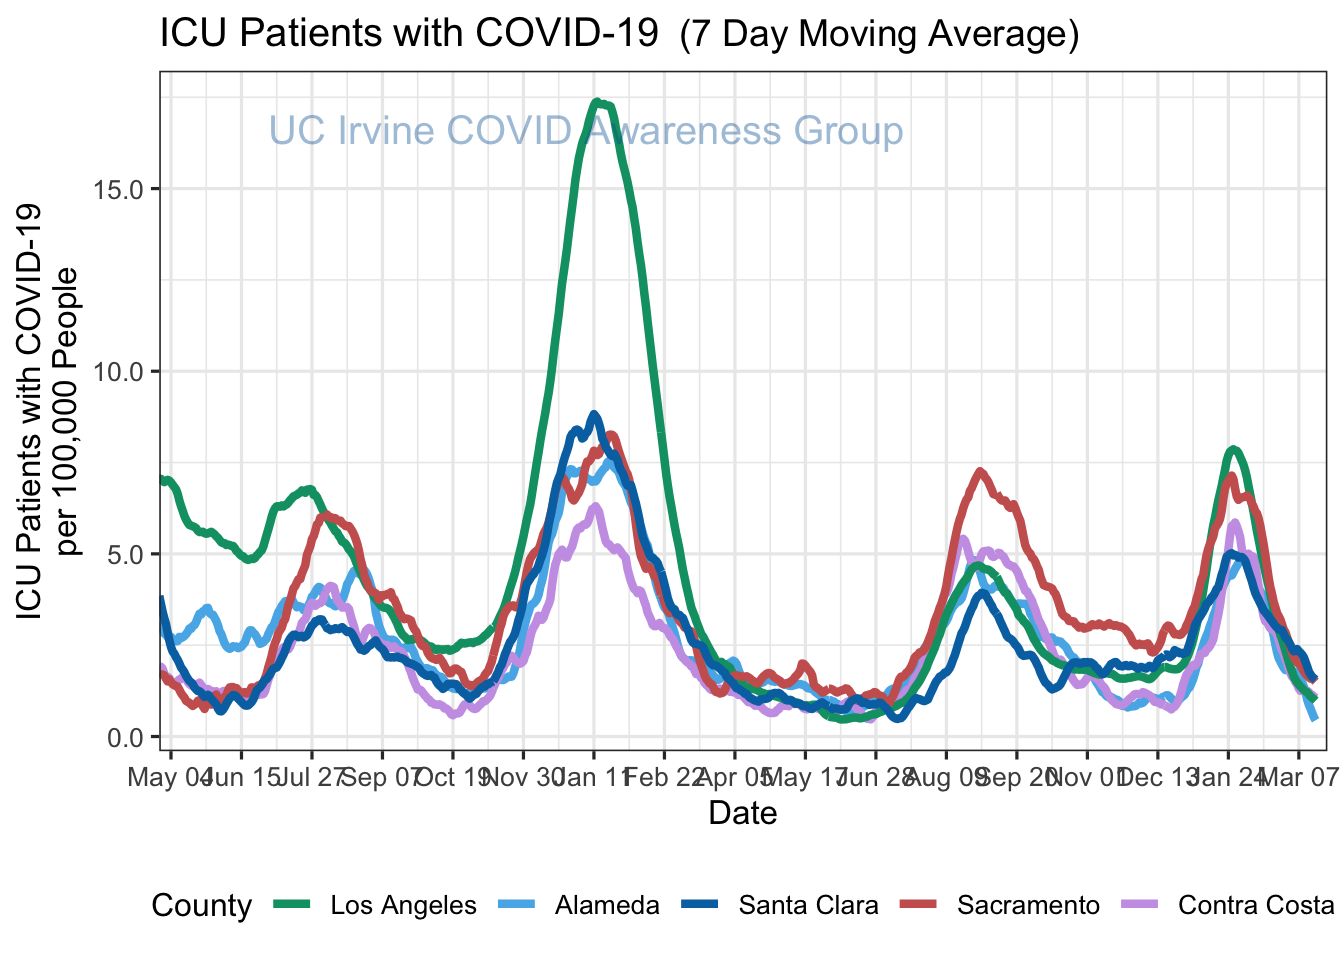 ICU Patients with COVID-19 (7 Day Moving Average)
UC Irvine COVID Awareness Group
ICU Patients with COVID-19
per 100,000 People
15.0
10.0
5.0
0.0
May 04 Jun 15 Jul 27 Sep 07 Oct 19 Nov 30 Jan 11 Feb 22 Apr 05 May 17 Jun 28 Aug 09 Sep 20 Nov 01 Dec 13 Jan 24 Mar 07
Date
County Los Angeles Alameda Santa Clara Sacramento Contra Costa